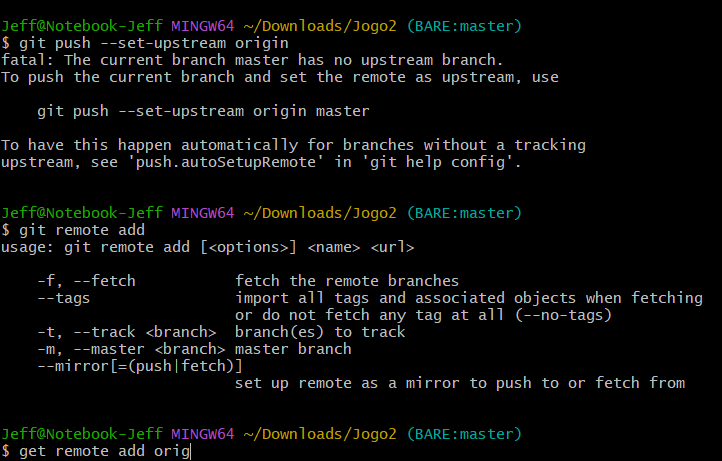 Jeff@Notebook-Jeff MINGW64 ~/Downloads/Jogo2 (BARE:master)
$ git push --set-upstream origin
fatal: The current branch master has no upstream branch.
To push the current branch and set the remote as upstream, use

    git push --set-upstream origin master

To have this happen automatically for branches without a tracking
upstream, see 'push.autoSetupRemote' in 'git help config'.

Jeff@Notebook-Jeff MINGW64 ~/Downloads/Jogo2 (BARE:master)
$ git remote add
usage: git remote add [<options>] <name> <url>

    -f, --fetch           fetch the remote branches
    --tags                import all tags and associated objects when fetching
                          or do not fetch any tag at all (--no-tags)
    -t, --track <branch>  branch(es) to track
    -m, --master <branch> master branch
    --mirror[=(push|fetch)]
                          set up remote as a mirror to push to or fetch from

Jeff@Notebook-Jeff MINGW64 ~/Downloads/Jogo2 (BARE:master)
$ get remote add orig